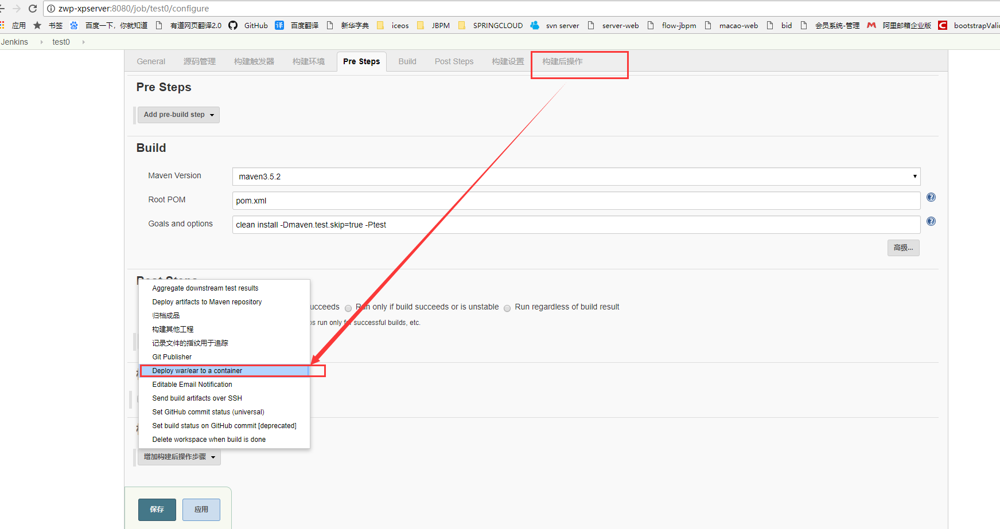 zwp-xpserver:8080/job/test0/configure
应用 书签 百度一下，你就知道 有道网页翻译2.0 GitHub 译 百度翻译 新华字典 iceos JBPM SPRINGCLOUD svn server server-web flow-jbpm macao-web bid 会员系统-管理 阿里邮箱企业版 bootstrapValid
Jenkins test0
General 源码管理 构建触发器 构建环境 Pre Steps Build Post Steps 构建设置 构建后操作
Pre Steps
Add pre-build step
Build
Maven Version maven3.5.2
Root POM pom.xml
Goals and options clean install -Dmaven.test.skip=true -Ptest
高级...
Post Steps
Aggregate downstream test results
Deploy artifacts to Maven repository
ucceeds Run only if build succeeds or is unstable Run regardless of build result
归档成品
ps run only for successful builds, etc.
构建其他工程
记录文件的指纹用于追踪
Git Publisher
Deploy war/ear to a container
Editable Email Notification
Send build artifacts over SSH
Set GitHub commit status (universal)
Set build status on GitHub commit [deprecated]
Delete workspace when build is done
增加构建后操作步骤
保存 应用